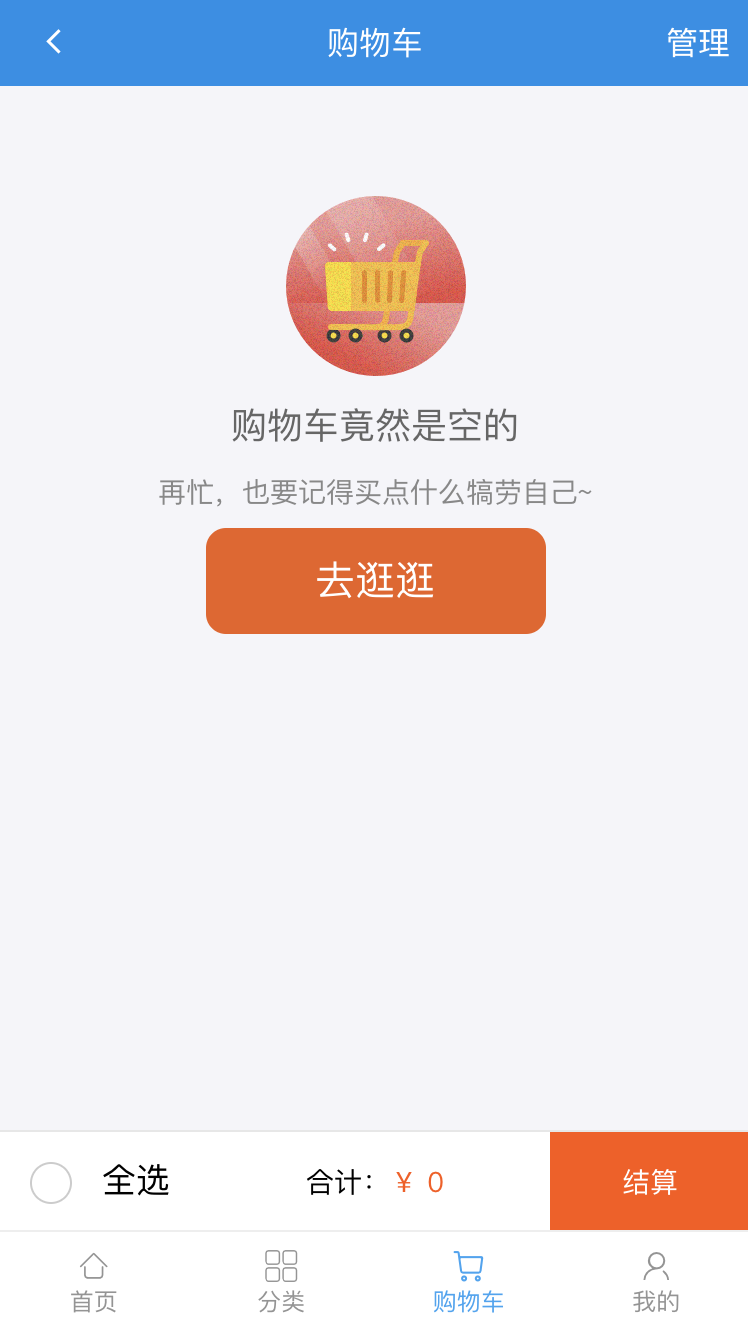 购物车 管理
购物车竟然是空的
再忙，也要记得买点什么犒劳自己~
去逛逛
全选 合计： ￥ 0 结算
首页 分类 购物车 我的